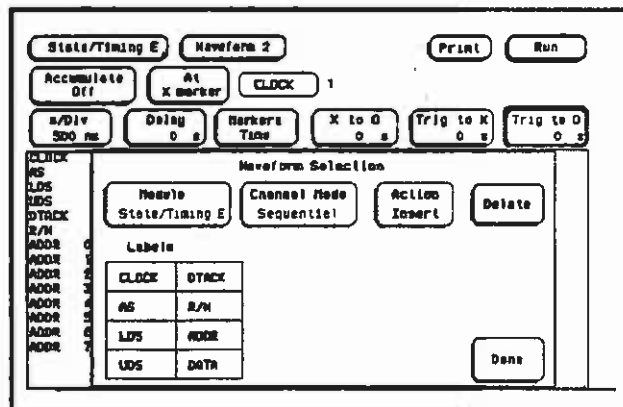 State/Timing E Waveform 2 Print Run
Accumulate Off At X marker CLOCK 1
s/Div 500 ns Delay 0 s Markers Time X to O 0 s Trig to X 0 s Trig to O 0 s
CLOCK
AS
LDS
UDS
DTACK
R/W
ADDR 0
ADDR
ADDR
ADDR
ADDR
ADDR
ADDR
ADDR 7
Waveform Selection
Module State/Timing E Channel Mode Sequential Action Insert Delete
Labels
CLOCK DTACK
AS R/W
LDS ADDR
UDS DATA
Done